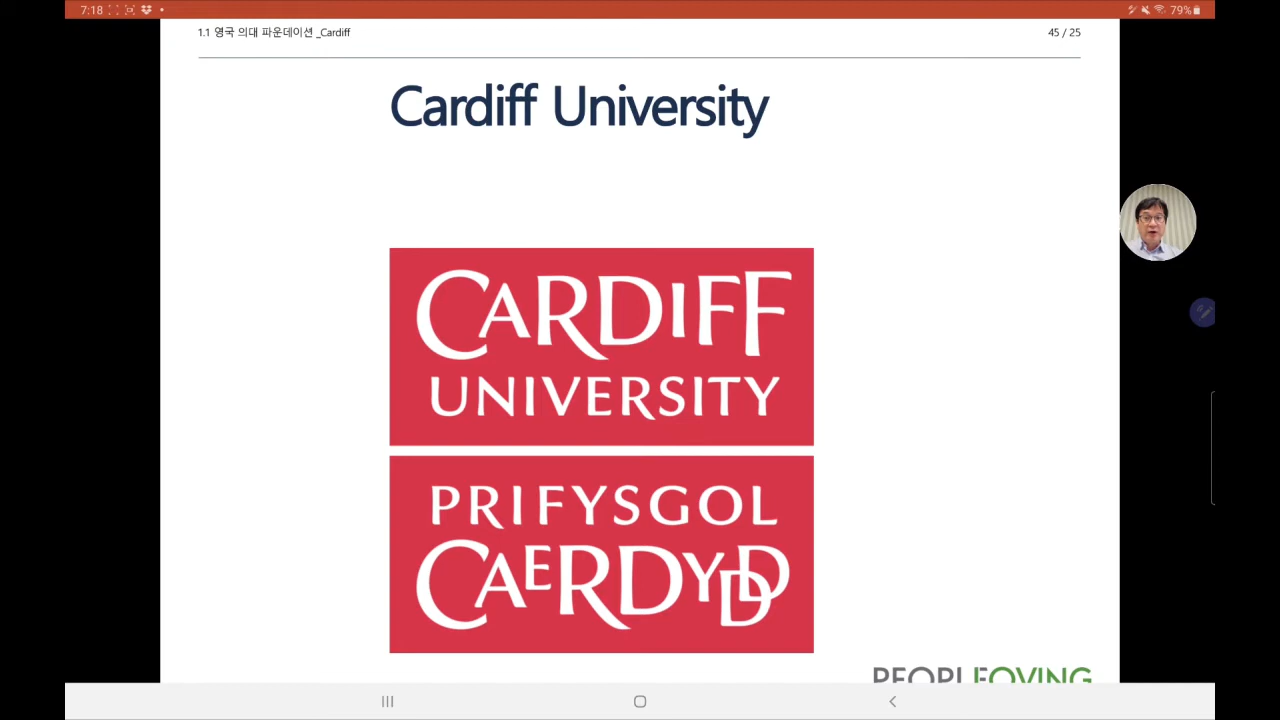 7:18
79%
1.1 영국 의대 파운데이션 _Cardiff
45 / 25
Cardiff University
CARDIFF
UNIVERSITY
PRIFYSGOL
CAERDYDD
PEOPLEOVING